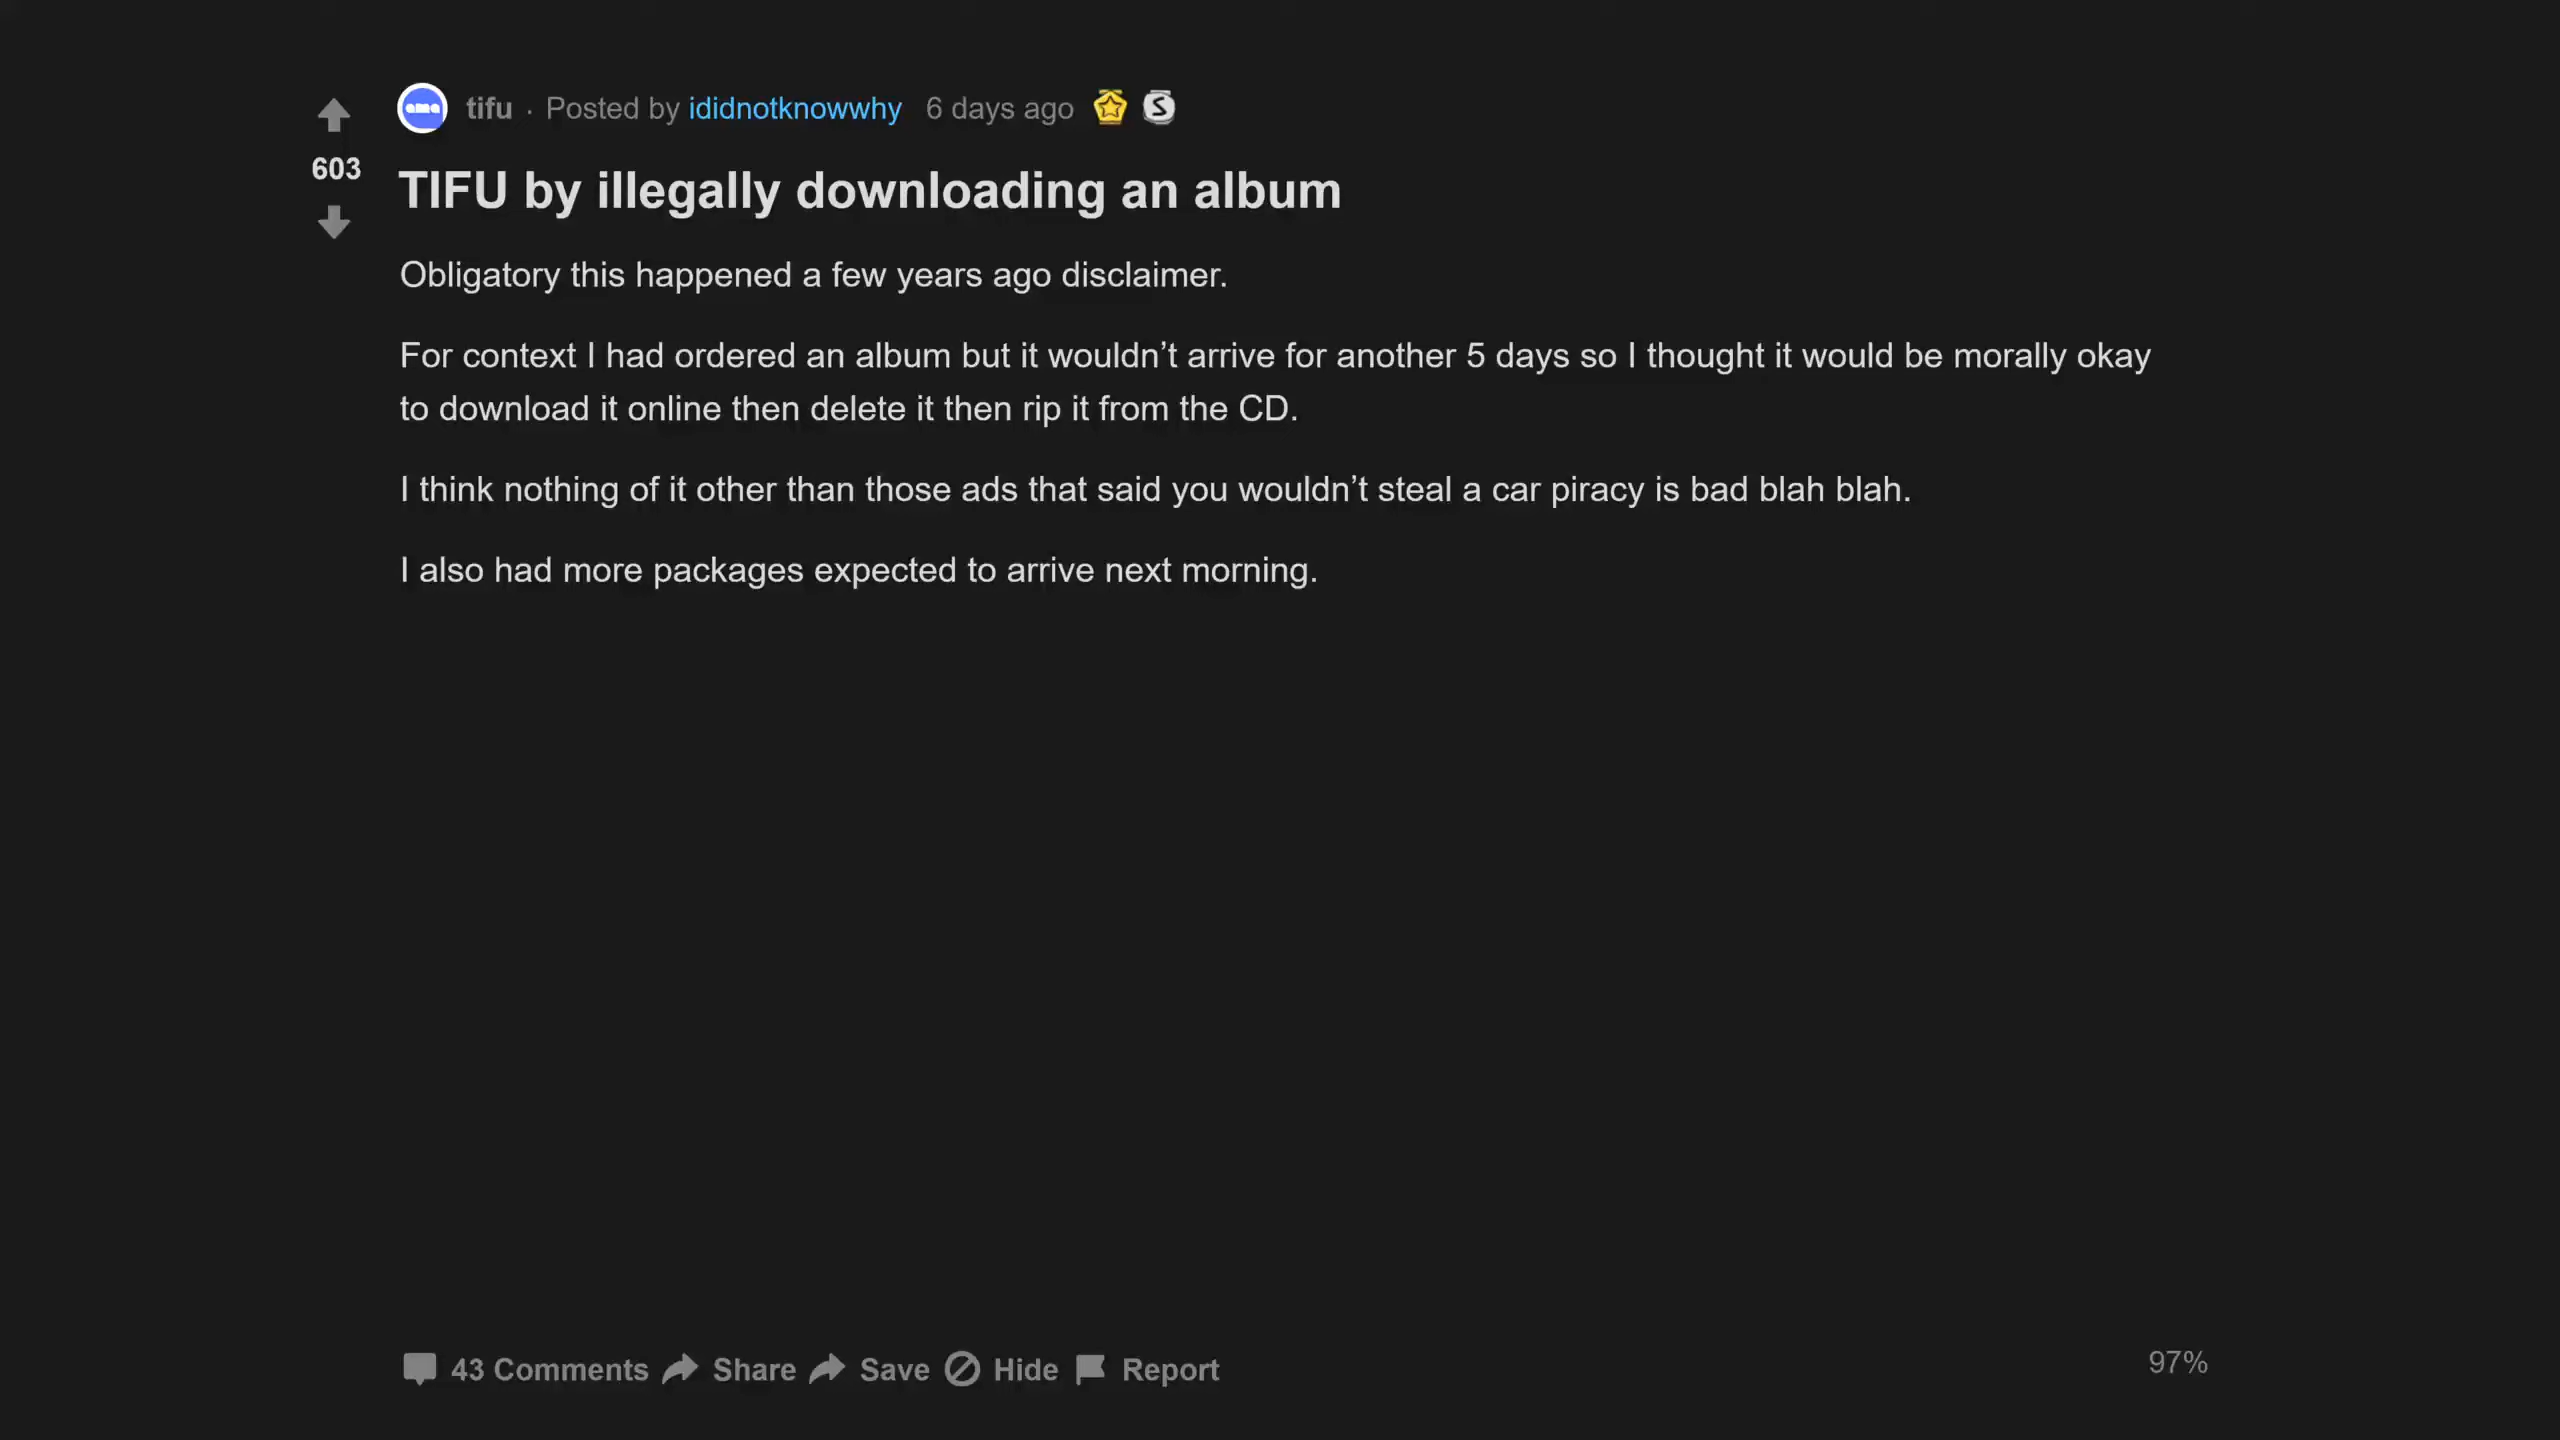 ama tifu · Posted by ididnotknowwhy 6 days ago S
603
TIFU by illegally downloading an album
Obligatory this happened a few years ago disclaimer.
For context I had ordered an album but it wouldn’t arrive for another 5 days so I thought it would be morally okay
to download it online then delete it then rip it from the CD.
I think nothing of it other than those ads that said you wouldn’t steal a car piracy is bad blah blah.
I also had more packages expected to arrive next morning.
43 Comments Share Save Hide Report
97%